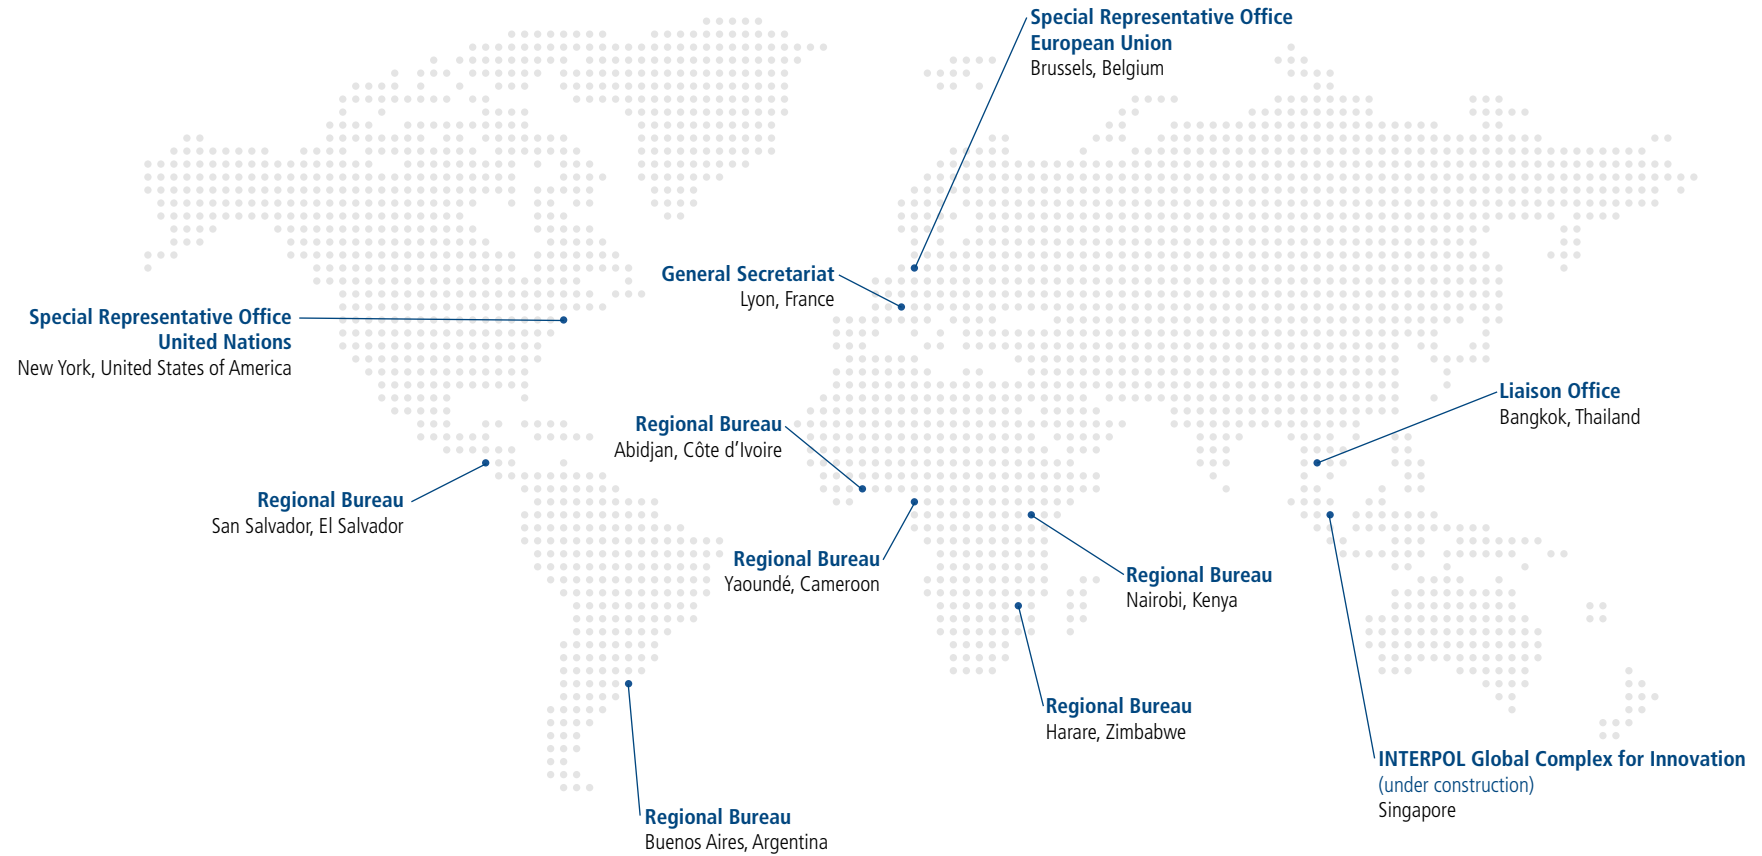 Special Representative Office
European Union
Brussels, Belgium
General Secretariat
Lyon, France
Special Representative Office
United Nations
New York, United States of America
Liaison Office
Bangkok, Thailand
Regional Bureau
Abidjan, Côte d’Ivoire
Regional Bureau
San Salvador, El Salvador
Regional Bureau
Yaoundé, Cameroon
Regional Bureau
Nairobi, Kenya
Regional Bureau
Harare, Zimbabwe
INTERPOL Global Complex for Innovation
(under construction)
Singapore
Regional Bureau
Buenos Aires, Argentina